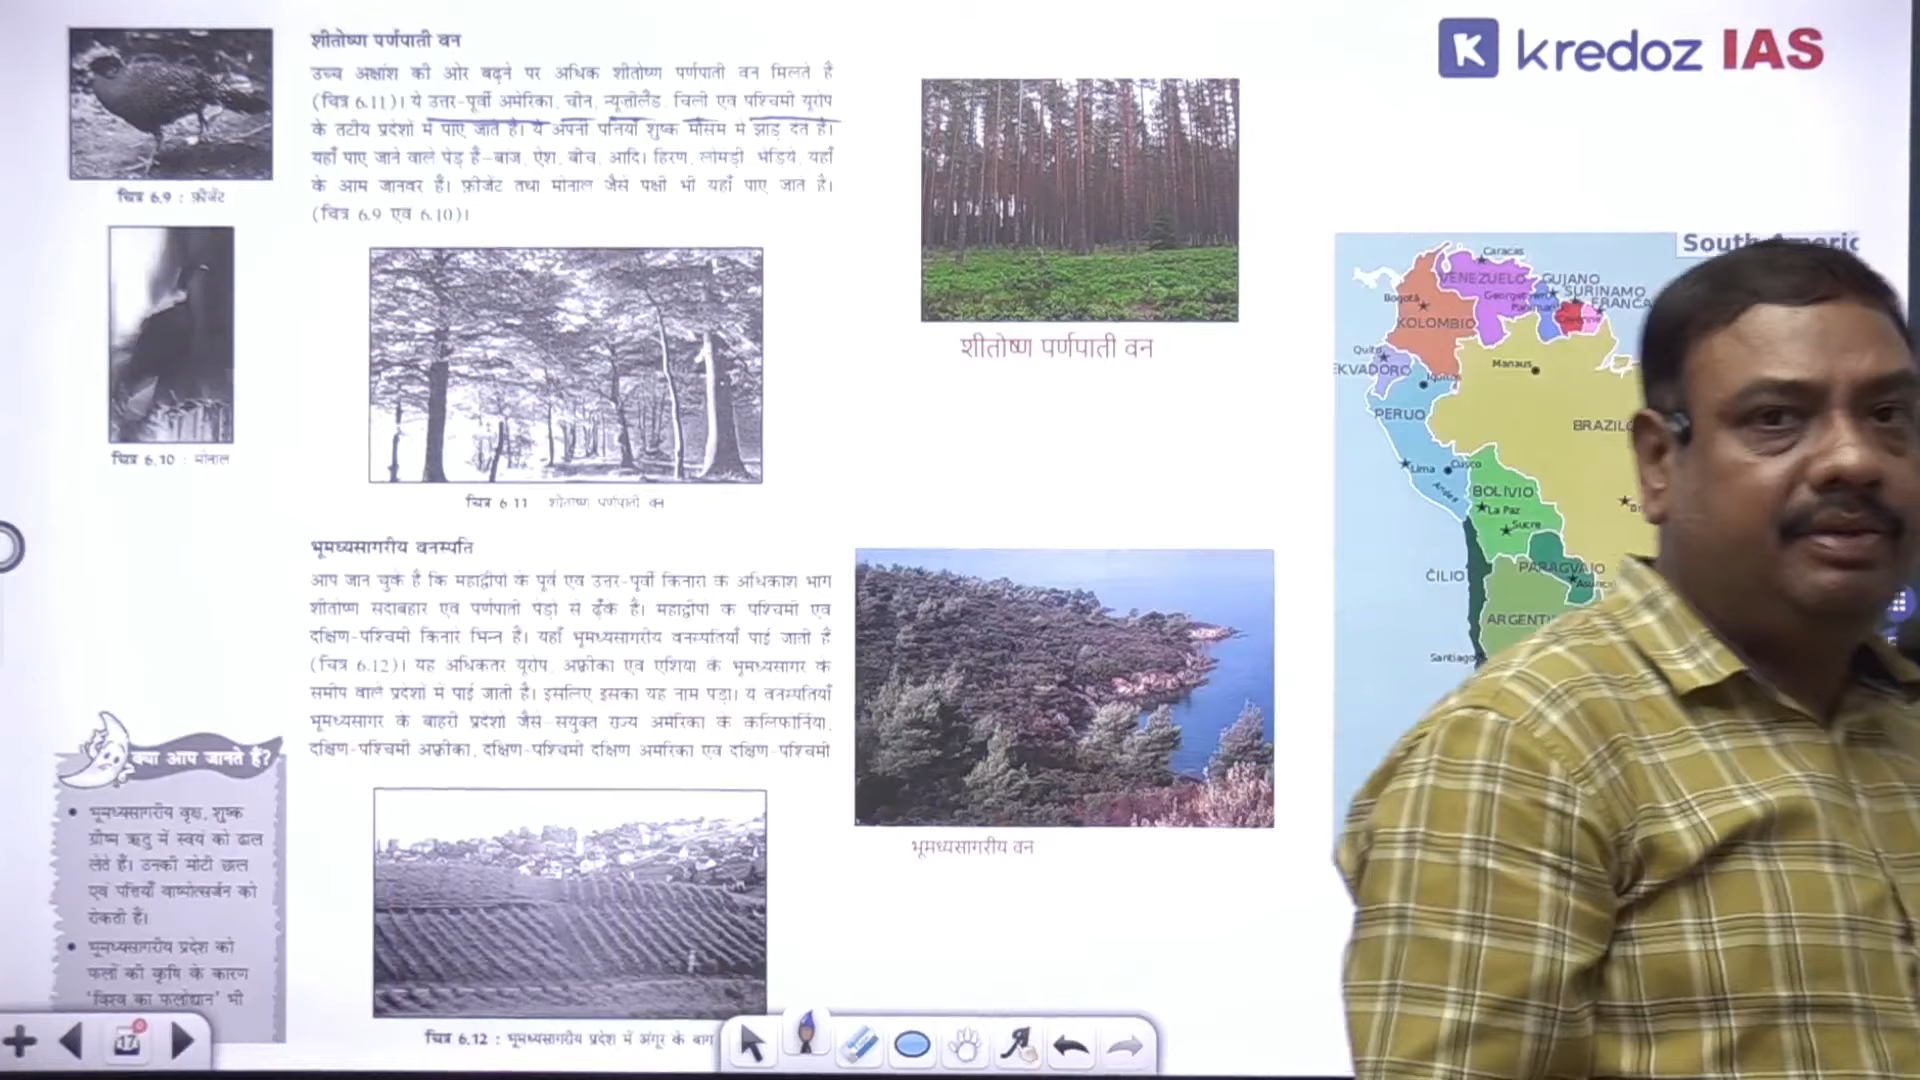 kredoz IAS
शीतोष्ण पर्णपाती वन
उच्च अक्षांश की ओर बढ़ने पर अधिक शीतोष्ण पर्णपाती वन मिलते हैं
(चित्र 6.11)। ये उत्तर-पूर्वी अमेरिका, चीन, न्यूज़ीलैंड, चिली एवं पश्चिमी यूरोप
के तटीय प्रदेशों में पाए जाते हैं। ये अपनी पत्तियाँ शुष्क मौसम में झाड़ देते हैं।
यहाँ पाए जाने वाले पेड़ हैं–बांज, ऐश, बीच, आदि। हिरण, लोमड़ी, भेड़िये, यहाँ
के आम जानवर हैं। फ़ीजेंट तथा मोनाल जैसे पक्षी भी यहाँ पाए जाते हैं।
(चित्र 6.9 एवं 6.10)।
चित्र 6.9 : फ़ीजेंट
चित्र 6.10 : मोनाल
चित्र 6.11 शीतोष्ण पर्णपाती वन
शीतोष्ण पर्णपाती वन
भूमध्यसागरीय वनस्पति
आप जान चुके हैं कि महाद्वीपों के पूर्व एवं उत्तर-पूर्वी किनारों के अधिकांश भाग
शीतोष्ण सदाबहार एवं पर्णपाती पेड़ों से ढँके हैं। महाद्वीपों के पश्चिमी एवं
दक्षिण-पश्चिमी किनारे भिन्न हैं। यहाँ भूमध्यसागरीय वनस्पतियाँ पाई जाती हैं
(चित्र 6.12)। यह अधिकतर यूरोप, अफ्रीका एवं एशिया के भूमध्यसागर के
समीप वाले प्रदेशों में पाई जाती हैं। इसलिए इसका यह नाम पड़ा। ये वनस्पतियाँ
भूमध्यसागर के बाहरी प्रदेशों जैसे–संयुक्त राज्य अमेरिका के कैलिफोर्निया,
दक्षिण-पश्चिमी अफ्रीका, दक्षिण-पश्चिमी दक्षिण अमेरिका एवं दक्षिण-पश्चिमी
क्या आप जानते हैं?
• भूमध्यसागरीय वृक्ष, शुष्क
ग्रीष्म ऋतु में स्वयं को ढाल
लेते हैं। उनकी मोटी छाल
एवं पत्तियाँ वाष्पोत्सर्जन को
रोकती हैं।
• भूमध्यसागरीय प्रदेश को
फलों की कृषि के कारण
'विश्व का फलोद्यान' भी
चित्र 6.12 : भूमध्यसागरीय प्रदेश में अंगूर के बाग
भूमध्यसागरीय वन
South Americ
Caracas
VENEZUELO
GUJANO
SURINAMO
FRANCA
Bogotá
KOLOMBIO
Quito
EKVADORO
Iquitos
Manaus
PERUO
BRAZILO
Lima
Cusco
Andes
BOLIVIO
La Paz
Sucre
ČILIO
PARAGVAJO
ARGENTI
Santiago
17